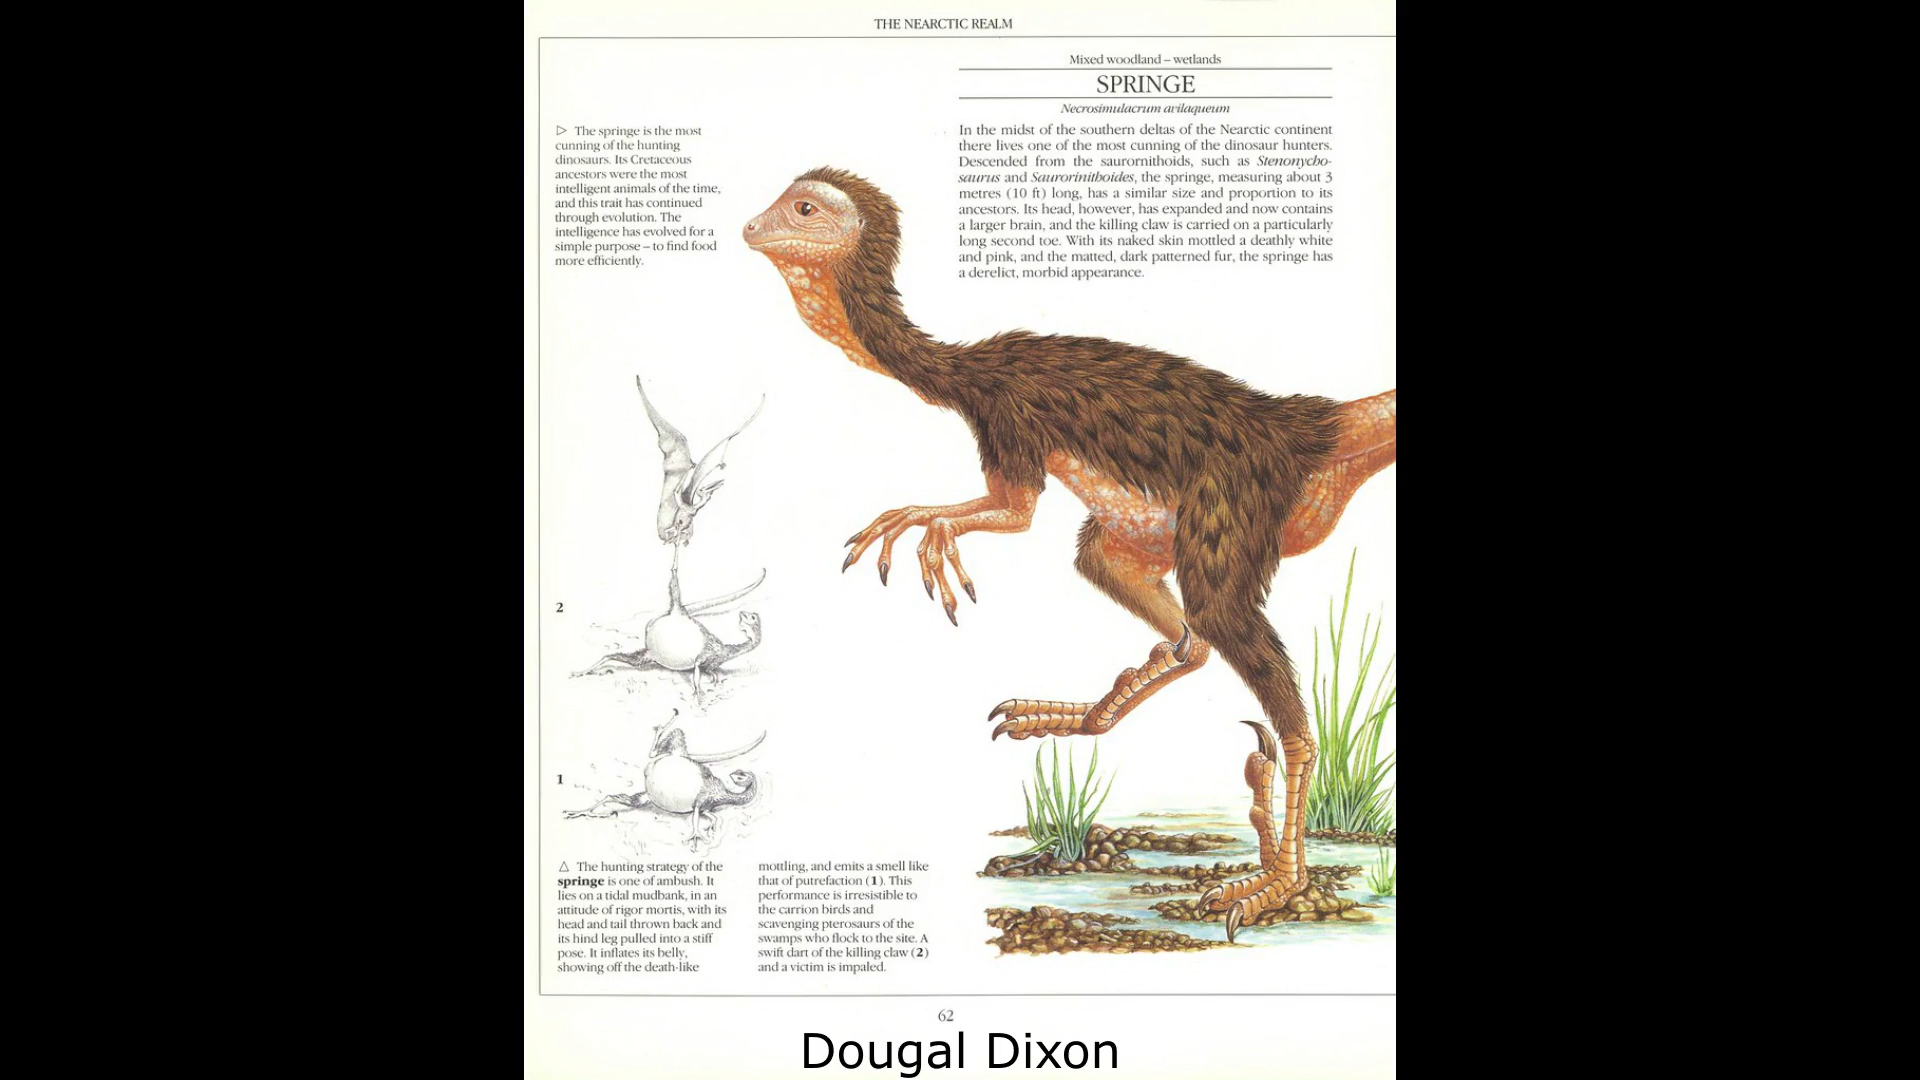 THE NEARCTIC REALM
Mixed woodland – wetlands
SPRINGE
Necrosimulacrum avilaqueum
▷ The springe is the most
cunning of the hunting
dinosaurs. Its Cretaceous
ancestors were the most
intelligent animals of the time,
and this trait has continued
through evolution. The
intelligence has evolved for a
simple purpose – to find food
more efficiently.
In the midst of the southern deltas of the Nearctic continent
there lives one of the most cunning of the dinosaur hunters.
Descended from the saurornithoids, such as Stenonycho-
saurus and Saurorinithoides, the springe, measuring about 3
metres (10 ft) long, has a similar size and proportion to its
ancestors. Its head, however, has expanded and now contains
a larger brain, and the killing claw is carried on a particularly
long second toe. With its naked skin mottled a deathly white
and pink, and the matted, dark patterned fur, the springe has
a derelict, morbid appearance.
2
1
△ The hunting strategy of the
springe is one of ambush. It
lies on a tidal mudbank, in an
attitude of rigor mortis, with its
head and tail thrown back and
its hind leg pulled into a stiff
pose. It inflates its belly,
showing off the death-like
mottling, and emits a smell like
that of putrefaction (1). This
performance is irresistible to
the carrion birds and
scavenging pterosaurs of the
swamps who flock to the site. A
swift dart of the killing claw (2)
and a victim is impaled.
62
Dougal Dixon